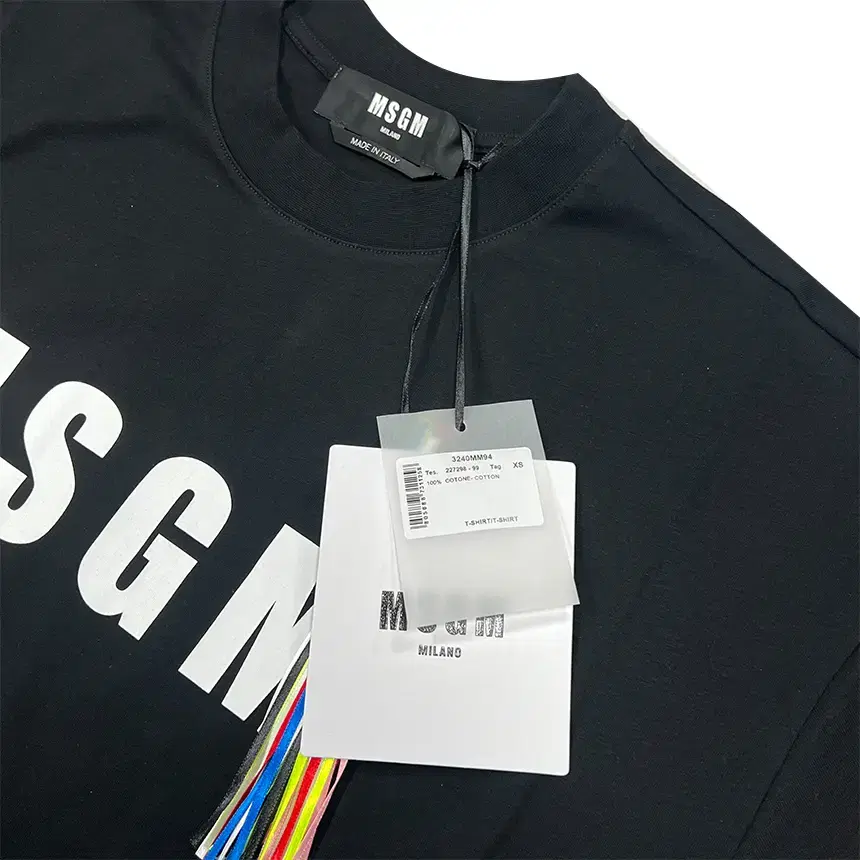 MSGM
MILANO
MADE IN ITALY
SGM
3240MM94
Tes. 227298-99 Tag XS
100% COTONE-COTTON
T-SHIRT/T-SHIRT
MSGM
MILANO